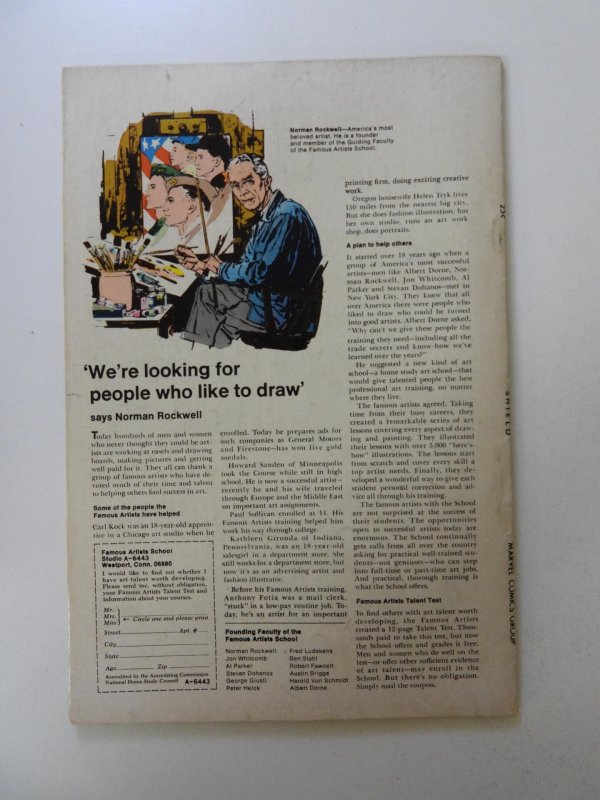 Norman Rockwell—America's most
beloved artist. He is a founder
and member of the Guiding Faculty
of the Famous Artists School.
'We're looking for
people who like to draw'
says Norman Rockwell
Today hundreds of men and women
who never thought they could be art-
ists are working at easels and drawing
boards, making pictures and getting
well paid for it. They all can thank a
group of famous artists who have de-
voted much of their time and talent
to helping others find success in art.
Some of the people the
Famous Artists have helped
Carl Kock was an 18-year-old appren-
tice in a Chicago art studio when he
Famous Artists School
Studio A-6443
Westport, Conn. 06880
I would like to find out whether I
have art talent worth developing.
Please send me, without obligation,
your Famous Artists Talent Test and
information about your courses.
Mr.
Mrs. ← Circle one and please print
Miss
Street Apt. #
City
State
Age Zip
Accredited by the Accrediting Commission
National Home Study Council A-6443
enrolled. Today he prepares ads for
such companies as General Motors
and Firestone—has won five gold
medals.
Howard Sanden of Minneapolis
took the Course while still in high
school. He is now a successful artist—
recently he and his wife traveled
through Europe and the Middle East
on important art assignments.
Paul Sullivan enrolled at 14. His
Famous Artists training helped him
work his way through college.
Kathleen Gironda of Indiana,
Pennsylvania, was an 18-year-old
salesgirl in a department store. She
still works for a department store, but
now it's as an advertising artist and
fashion illustrator.
Before his Famous Artists training,
Anthony Fotia was a mail clerk,
"stuck" in a low-pay routine job. To-
day, he's an artist for an important
Founding Faculty of the
Famous Artists School
Norman Rockwell
Jon Whitcomb
Al Parker
Stevan Dohanos
George Giusti
Peter Helck
Fred Ludekens
Ben Stahl
Robert Fawcett
Austin Briggs
Harold Von Schmidt
Albert Dorne
printing firm, doing exciting creative
work.
Oregon housewife Helen Tryk lives
150 miles from the nearest big city.
But she does fashion illustration, has
her own studio, runs an art work
shop, does portraits.
A plan to help others
It started over 18 years ago when a
group of America's most successful
artists—men like Albert Dorne, Nor-
man Rockwell, Jon Whitcomb, Al
Parker and Stevan Dohanos—met in
New York City. They knew that all
over America there were people who
liked to draw who could be turned
into good artists. Albert Dorne asked,
"Why can't we give these people the
training they need—including all the
trade secrets and know-how we've
learned over the years?"
He suggested a new kind of art
school—a home study art school—that
would give talented people the best
professional art training, no matter
where they live.
The famous artists agreed. Taking
time from their busy careers, they
created a remarkable series of art
lessons covering every aspect of draw-
ing and painting. They illustrated
their lessons with over 5,000 "here's-
how" illustrations. The lessons start
from scratch and cover every skill a
top artist needs. Finally, they de-
veloped a wonderful way to give each
student personal correction and ad-
vice all through his training.
The famous artists with the School
are not surprised at the success of
their students. The opportunities
open to successful artists today are
enormous. The School continually
gets calls from all over the country
asking for practical well-trained stu-
dents—not geniuses—who can step
into full-time or part-time art jobs.
And practical, thorough training is
what the School offers.
Famous Artists Talent Test
To find others with art talent worth
developing, the Famous Artists
created a 12-page Talent Test. Thou-
sands paid to take this test, but now
the School offers and grades it free.
Men and women who do well on the
test—or offer other sufficient evidence
of art talent—may enroll in the
School. But there's no obligation.
Simply mail the coupon.
25¢
SHIELD
MARVEL COMICS GROUP